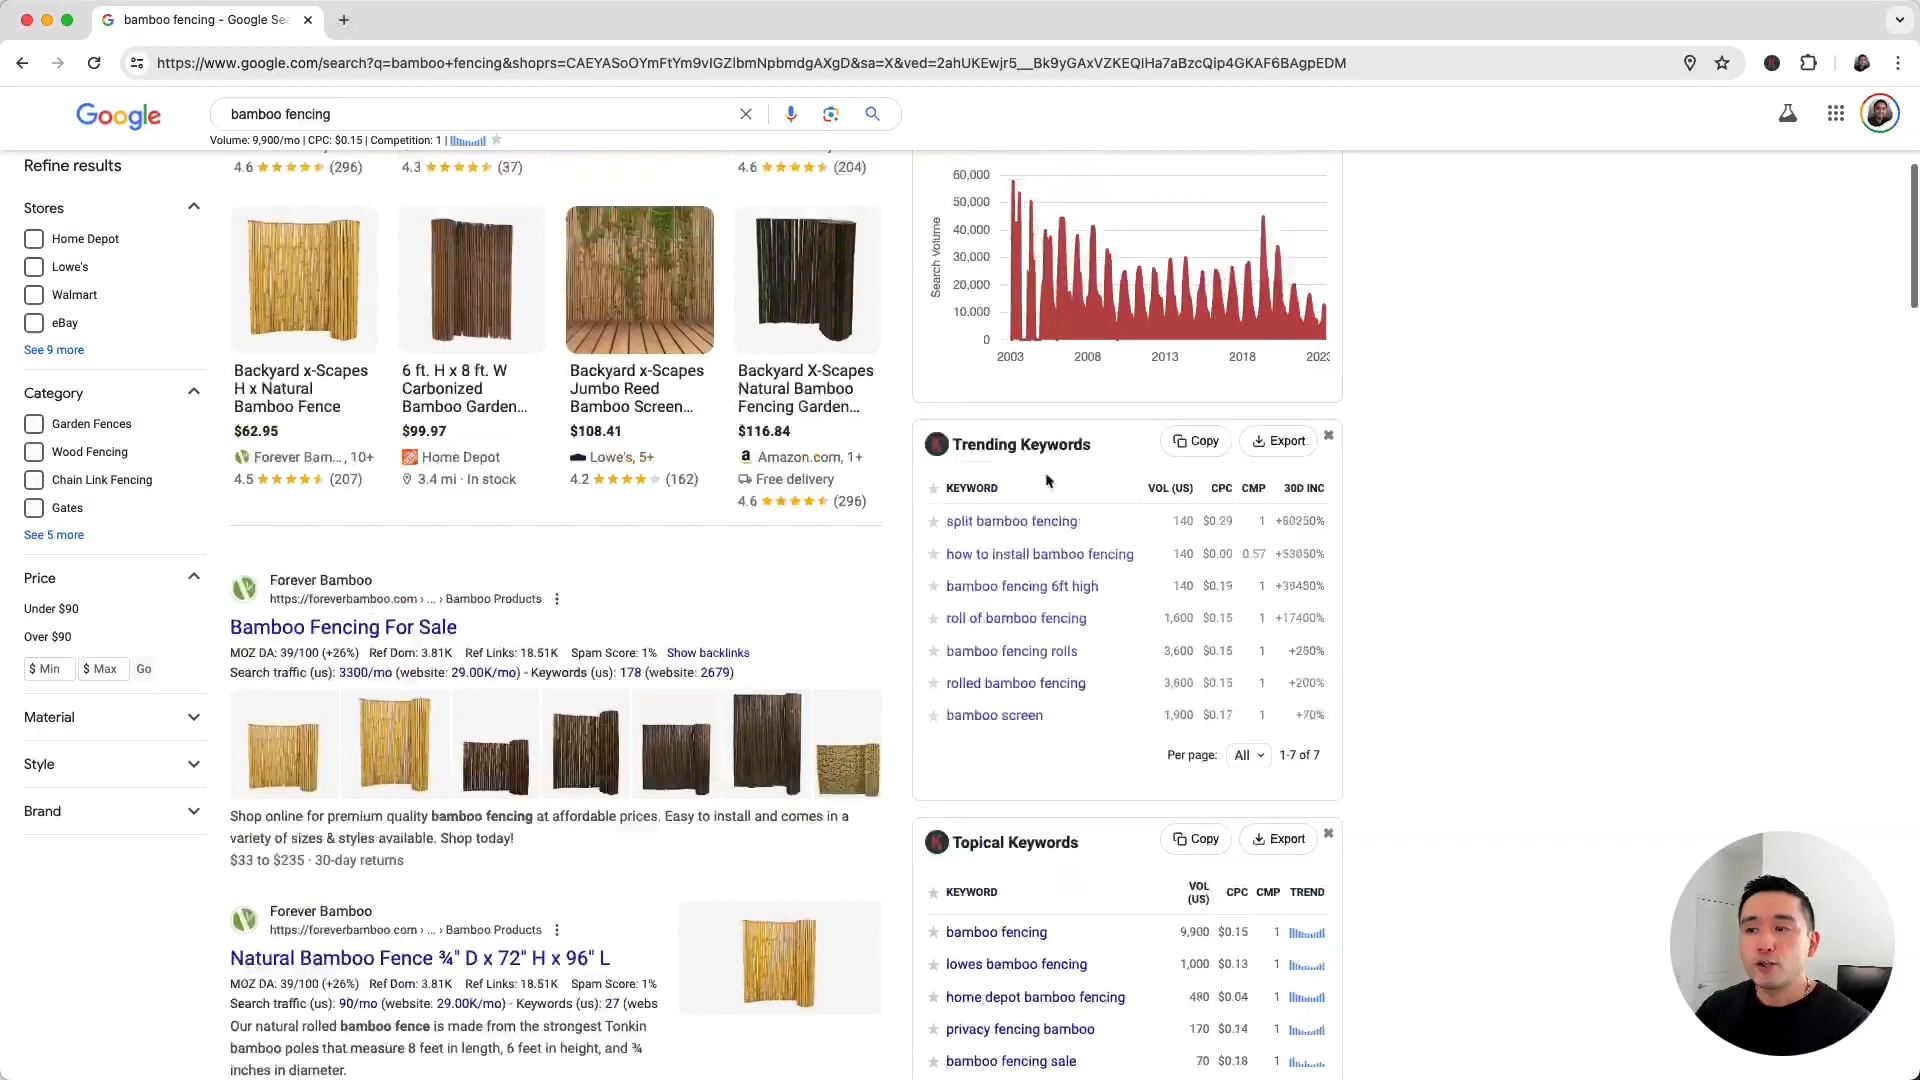 bamboo fencing - Google Sea
https://www.google.com/search?q=bamboo+fencing&shoprs=CAEYASoOYmFtYm9vIGZlbmNpbmdgAXgD&sa=X&ved=2ahUKEwjr5__Bk9yGAxVZKEQIHa7aBzcQip4GKAF6BAgpEDM
Google
bamboo fencing
Volume: 9,900/mo | CPC: $0.15 | Competition: 1 |
Refine results
Stores
Home Depot
Lowe's
Walmart
eBay
See 9 more
Category
Garden Fences
Wood Fencing
Chain Link Fencing
Gates
See 5 more
Price
Under $90
Over $90
$ Min $ Max Go
Material
Style
Brand
4.6 (296) 4.3 (37) 4.6 (204)
Backyard x-Scapes
H x Natural
Bamboo Fence
$62.95
Forever Bam..., 10+
4.5 (207)
6 ft. H x 8 ft. W
Carbonized
Bamboo Garden...
$99.97
Home Depot
3.4 mi · In stock
Backyard x-Scapes
Jumbo Reed
Bamboo Screen...
$108.41
Lowe's, 5+
4.2 (162)
Backyard X-Scapes
Natural Bamboo
Fencing Garden...
$116.84
Amazon.com, 1+
Free delivery
4.6 (296)
Forever Bamboo
https://foreverbamboo.com › ... › Bamboo Products
Bamboo Fencing For Sale
MOZ DA: 39/100 (+26%) Ref Dom: 3.81K Ref Links: 18.51K Spam Score: 1% Show backlinks
Search traffic (us): 3300/mo (website: 29.00K/mo) - Keywords (us): 178 (website: 2679)
Shop online for premium quality bamboo fencing at affordable prices. Easy to install and comes in a
variety of sizes & styles available. Shop today!
$33 to $235 · 30-day returns
Forever Bamboo
https://foreverbamboo.com › ... › Bamboo Products
Natural Bamboo Fence ¾" D x 72" H x 96" L
MOZ DA: 39/100 (+26%) Ref Dom: 3.81K Ref Links: 18.51K Spam Score: 1%
Search traffic (us): 90/mo (website: 29.00K/mo) - Keywords (us): 27 (webs
Our natural rolled bamboo fence is made from the strongest Tonkin
bamboo poles that measure 8 feet in length, 6 feet in height, and ¾
inches in diameter.
Search Volume
60,000
50,000
40,000
30,000
20,000
10,000
0
2003 2008 2013 2018 2023
K Trending Keywords Copy Export
KEYWORD VOL (US) CPC CMP 30D INC
split bamboo fencing 140 $0.29 1 +80250%
how to install bamboo fencing 140 $0.00 0.57 +53050%
bamboo fencing 6ft high 140 $0.19 1 +38450%
roll of bamboo fencing 1,600 $0.15 1 +17400%
bamboo fencing rolls 3,600 $0.15 1 +250%
rolled bamboo fencing 3,600 $0.15 1 +200%
bamboo screen 1,900 $0.17 1 +70%
Per page: All 1-7 of 7
K Topical Keywords Copy Export
KEYWORD VOL (US) CPC CMP TREND
bamboo fencing 9,900 $0.15 1
lowes bamboo fencing 1,000 $0.13 1
home depot bamboo fencing 480 $0.04 1
privacy fencing bamboo 170 $0.14 1
bamboo fencing sale 70 $0.18 1